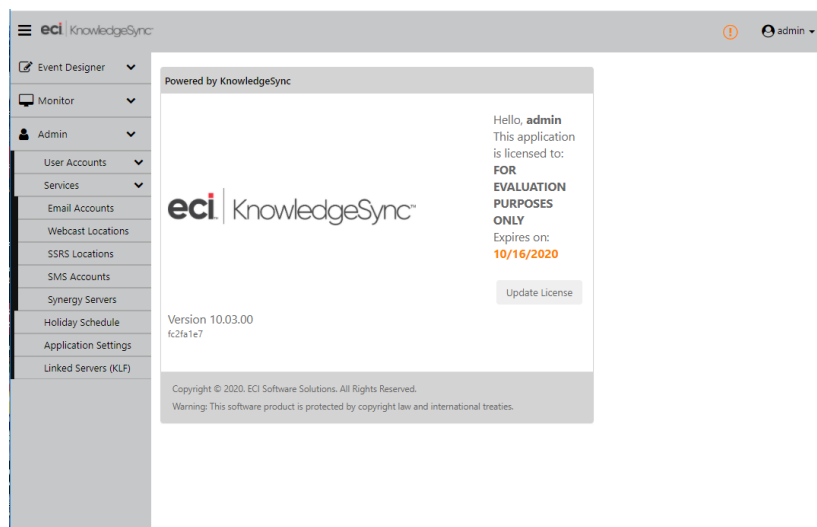 eci KnowledgeSync™
admin
Event Designer
Monitor
Admin
User Accounts
Services
Email Accounts
Webcast Locations
SSRS Locations
SMS Accounts
Synergy Servers
Holiday Schedule
Application Settings
Linked Servers (KLF)
Powered by KnowledgeSync
eci. KnowledgeSync™
Hello, admin
This application
is licensed to:
FOR
EVALUATION
PURPOSES
ONLY
Expires on:
10/16/2020
Update License
Version 10.03.00
fc2fa1e7
Copyright © 2020. ECI Software Solutions. All Rights Reserved.
Warning: This software product is protected by copyright law and international treaties.